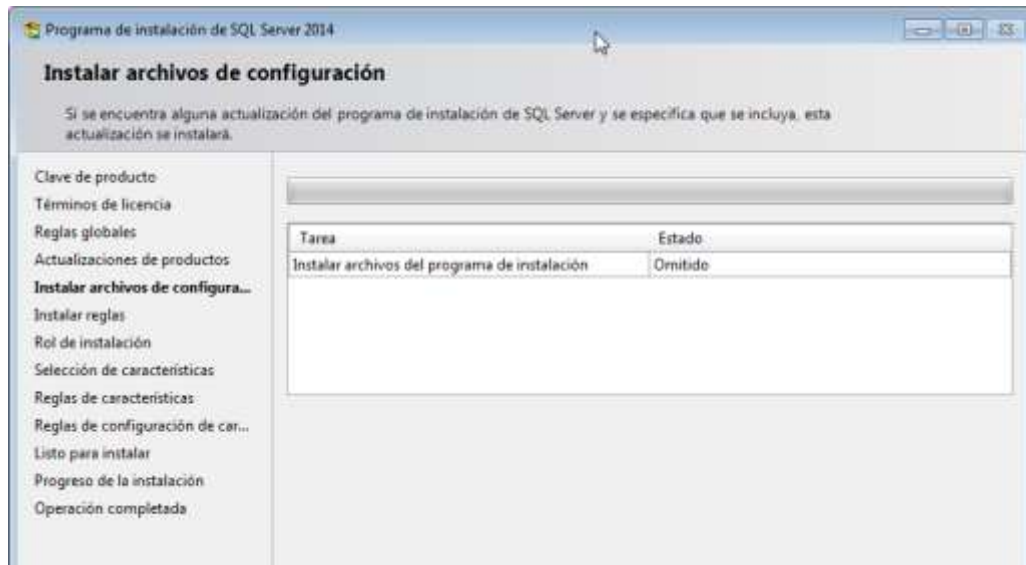 Programa de instalación de SQL Server 2014
Instalar archivos de configuración
Si se encuentra alguna actualización del programa de instalación de SQL Server y se especifica que se incluya, esta
actualización se instalará.
Clave de producto
Términos de licencia
Reglas globales
Actualizaciones de productos
Instalar archivos de configura...
Instalar reglas
Rol de instalación
Selección de características
Reglas de características
Reglas de configuración de car...
Listo para instalar
Progreso de la instalación
Operación completada
Tarea Estado
Instalar archivos del programa de instalación Omitido